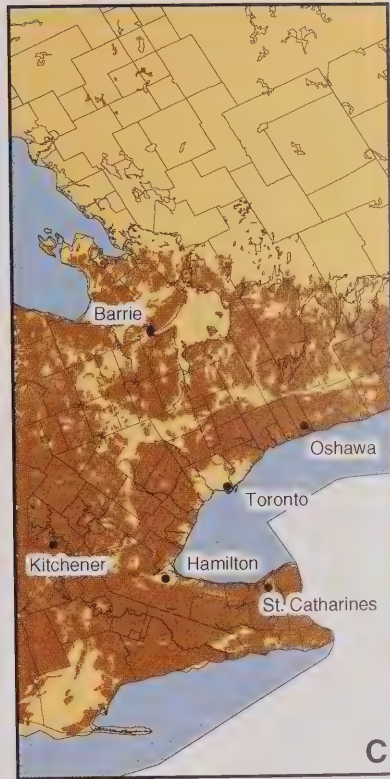 Barrie
Oshawa
Toronto
Kitchener
Hamilton
St. Catharines
C